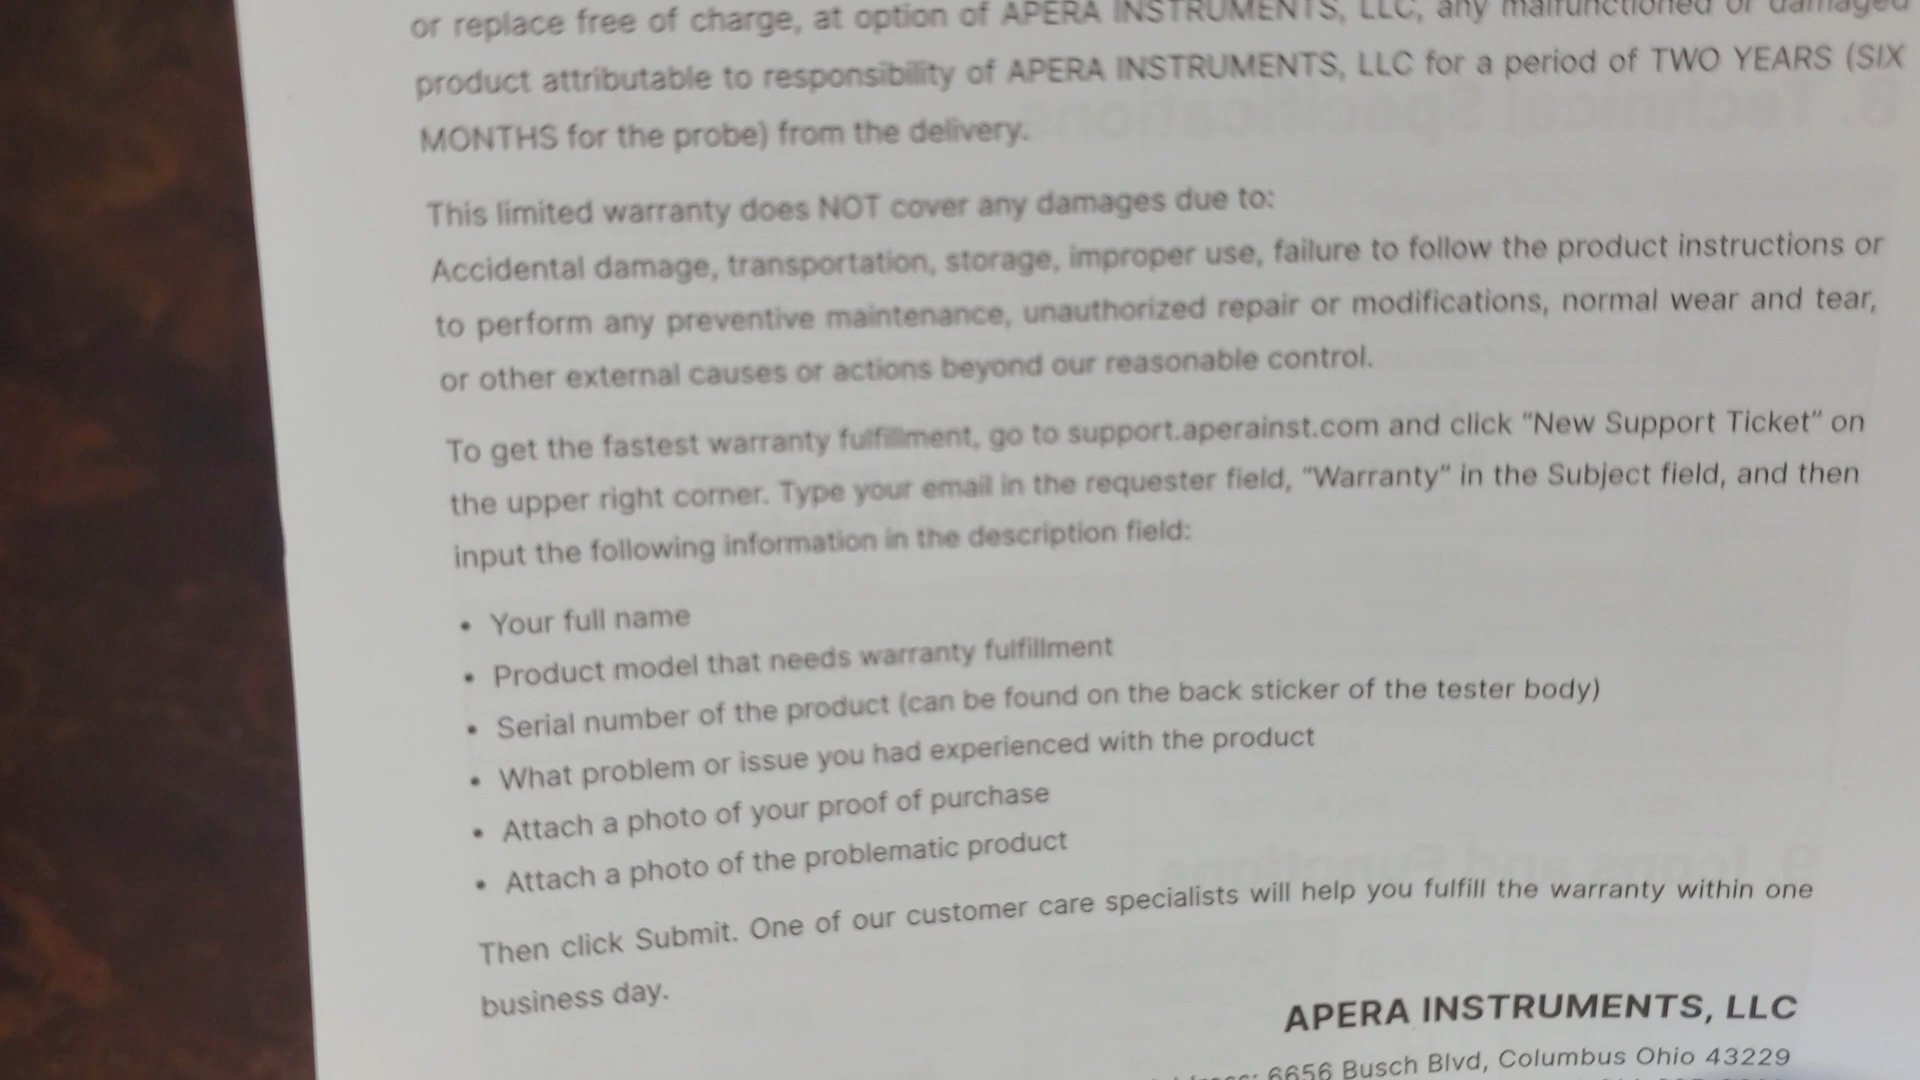 or replace free of charge, at option of APERA INSTRUMENTS, LLC, any malfunctioned or damaged
product attributable to responsibility of APERA INSTRUMENTS, LLC for a period of TWO YEARS (SIX
MONTHS for the probe) from the delivery.
This limited warranty does NOT cover any damages due to:
Accidental damage, transportation, storage, improper use, failure to follow the product instructions or
to perform any preventive maintenance, unauthorized repair or modifications, normal wear and tear,
or other external causes or actions beyond our reasonable control.
To get the fastest warranty fulfillment, go to support.aperainst.com and click “New Support Ticket” on
the upper right corner. Type your email in the requester field, “Warranty” in the Subject field, and then
input the following information in the description field:
• Your full name
• Product model that needs warranty fulfillment
• Serial number of the product (can be found on the back sticker of the tester body)
• What problem or issue you had experienced with the product
• Attach a photo of your proof of purchase
• Attach a photo of the problematic product
Then click Submit. One of our customer care specialists will help you fulfill the warranty within one
business day.
APERA INSTRUMENTS, LLC
6656 Busch Blvd, Columbus Ohio 43229